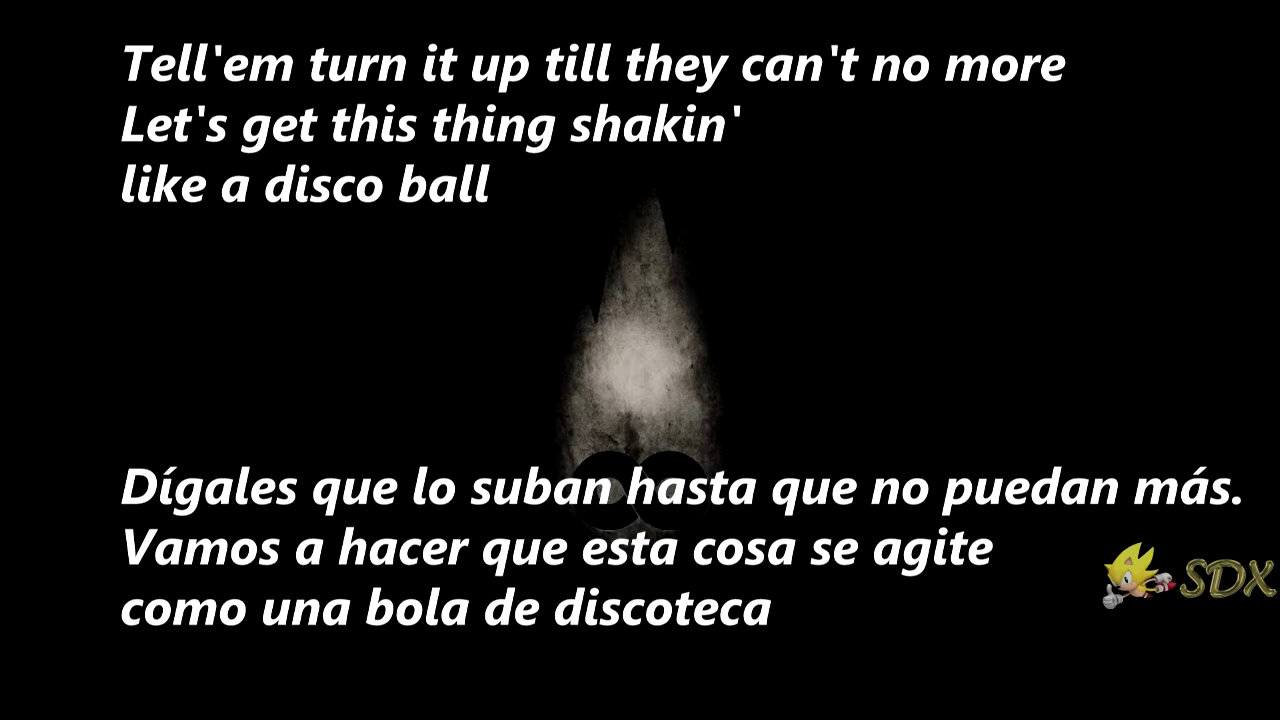 Tell'em turn it up till they can't no more
Let's get this thing shakin'
like a disco ball
Dígales que lo suban hasta que no puedan más.
Vamos a hacer que esta cosa se agite
como una bola de discoteca
SDX